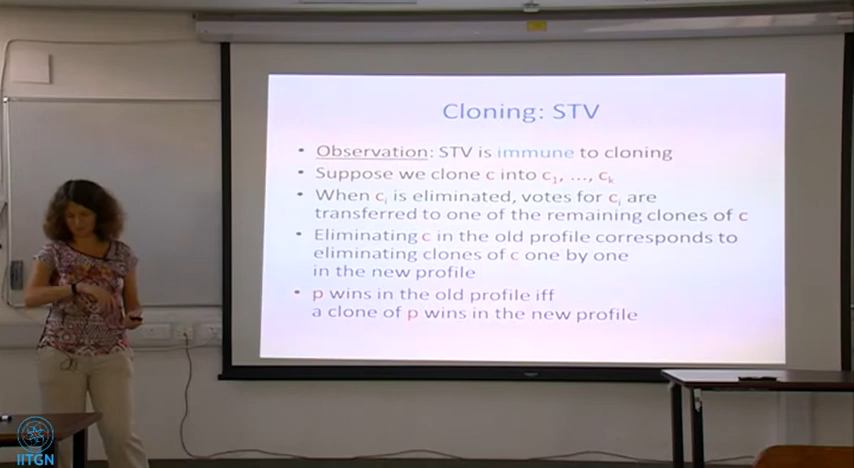 Cloning: STV
• Observation: STV is immune to cloning
• Suppose we clone c into c₁, ..., cₖ
• When cᵢ is eliminated, votes for cᵢ are
transferred to one of the remaining clones of c
• Eliminating c in the old profile corresponds to
eliminating clones of c one by one
in the new profile
• p wins in the old profile iff
a clone of p wins in the new profile
IITGN